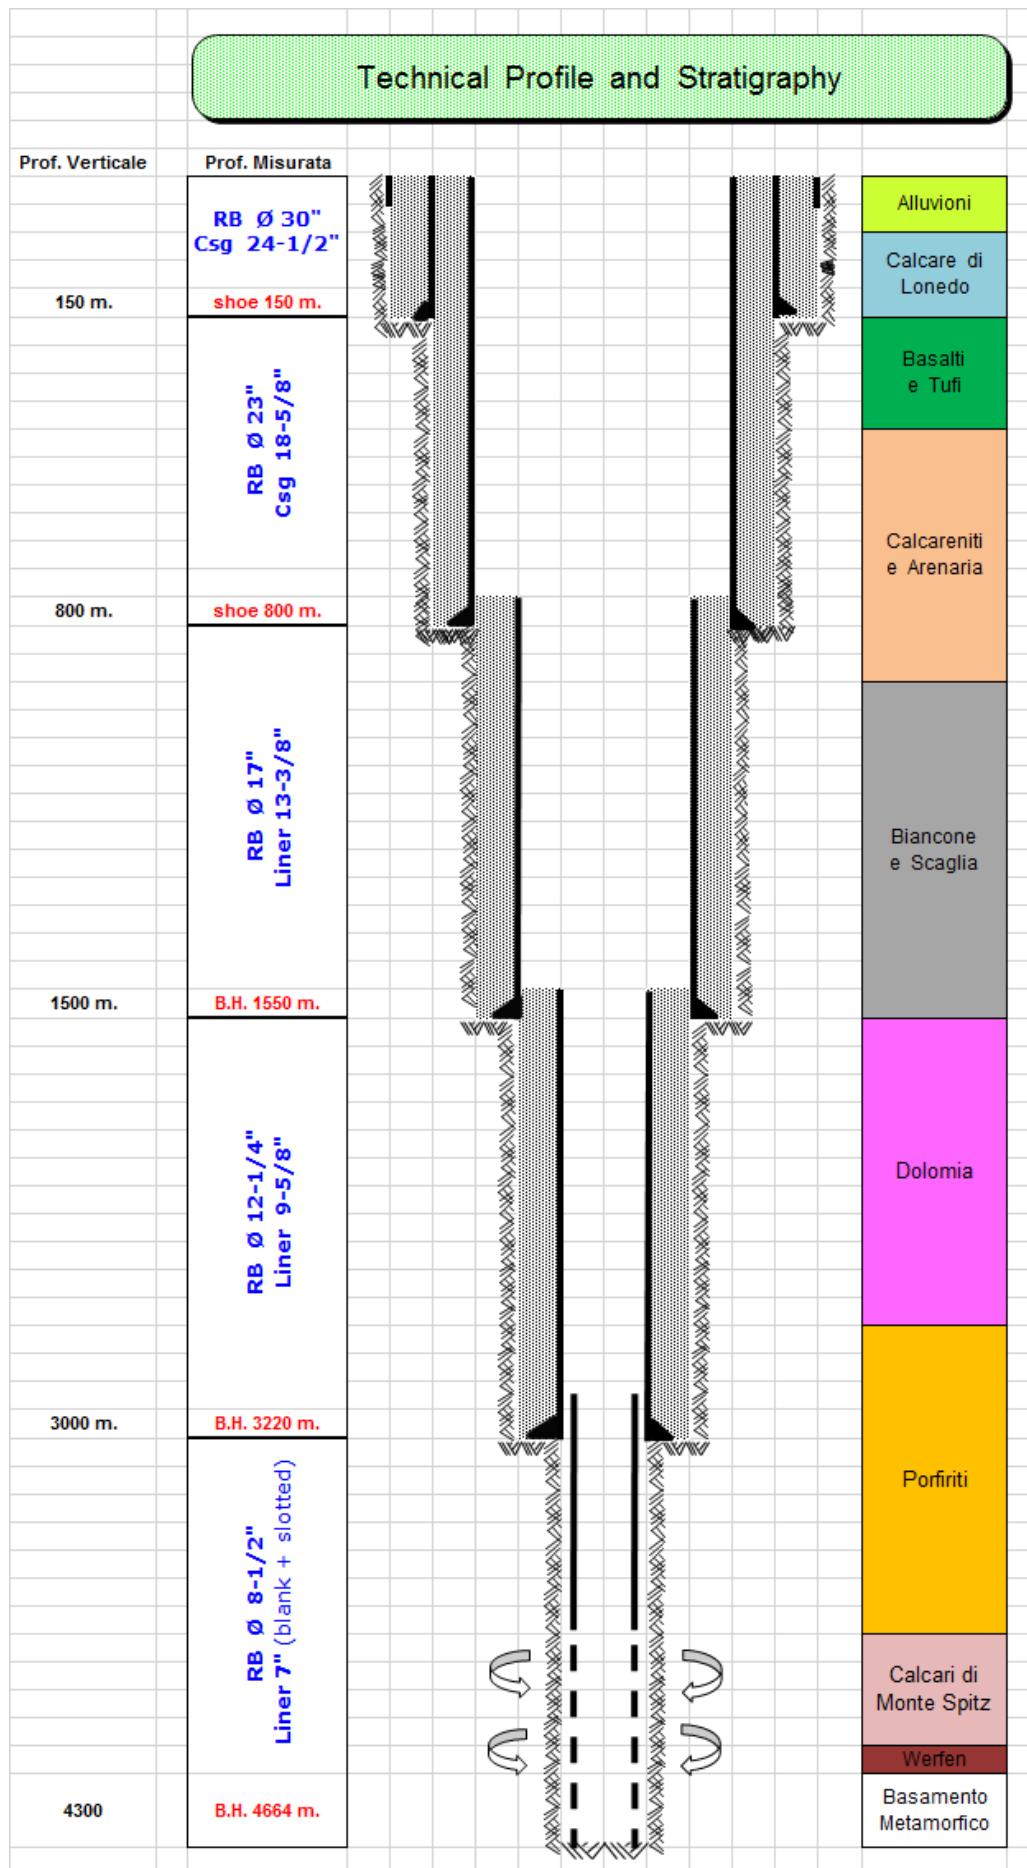 Technical Profile and Stratigraphy
Prof. Verticale
Prof. Misurata
RB Ø 30"
Csg 24-1/2"
150 m.
shoe 150 m.
RB Ø 23"
Csg 18-5/8"
800 m.
shoe 800 m.
RB Ø 17"
Liner 13-3/8"
1500 m.
B.H. 1550 m.
RB Ø 12-1/4"
Liner 9-5/8"
3000 m.
B.H. 3220 m.
RB Ø 8-1/2"
Liner 7" (blank + slotted)
4300
B.H. 4664 m.
Alluvioni
Calcare di
Lonedo
Basalti
e Tufi
Calcareniti
e Arenaria
Biancone
e Scaglia
Dolomia
Porfiriti
Calcari di
Monte Spitz
Werfen
Basamento
Metamorfico